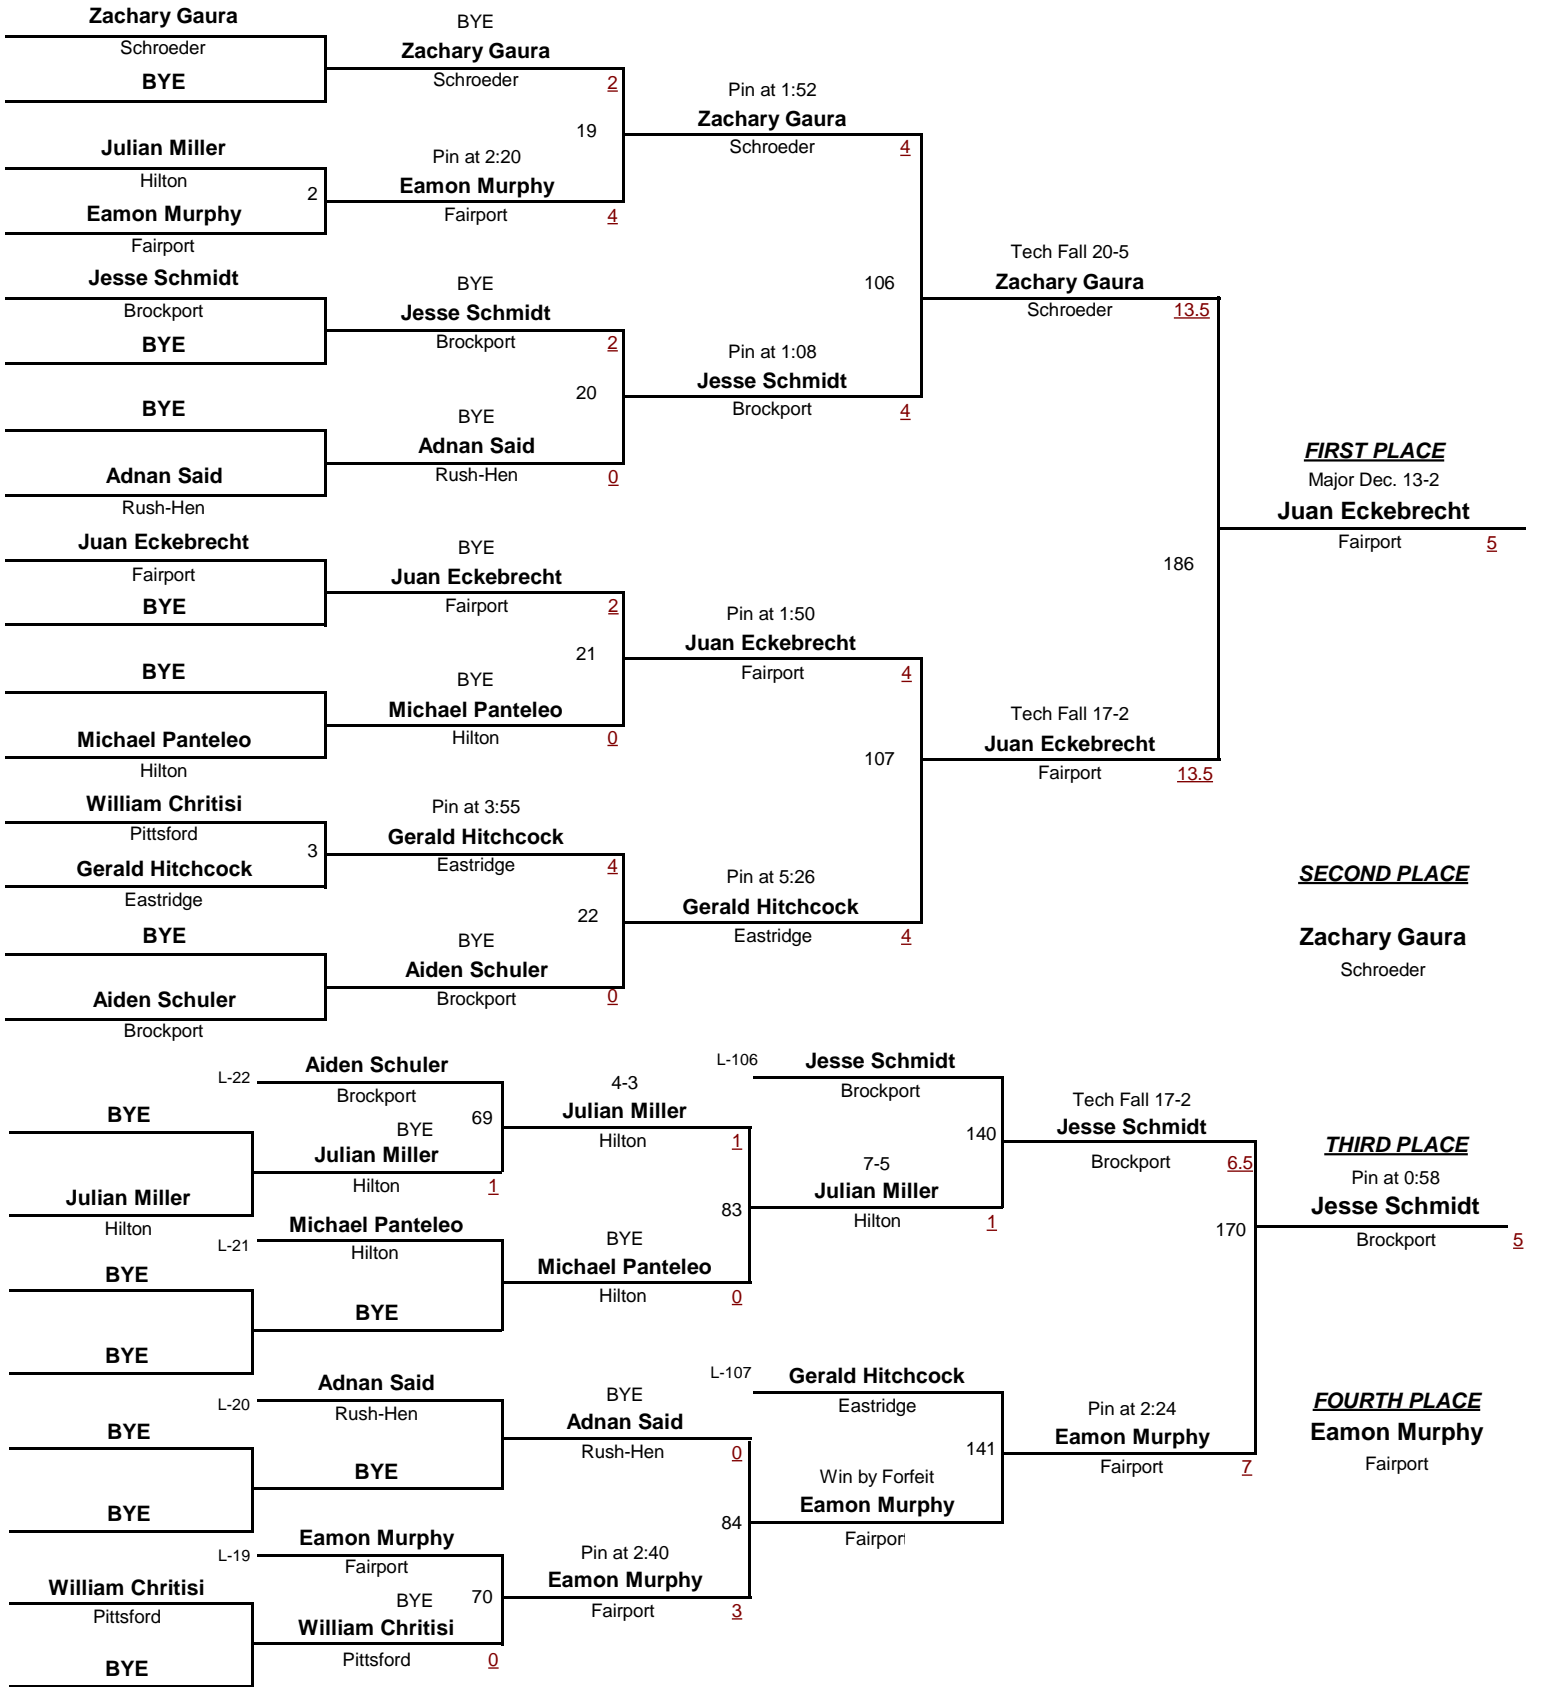 Zachary Gaura
Schroeder
BYE
Julian Miller
Hilton
2
Eamon Murphy
Fairport
Jesse Schmidt
Brockport
BYE
BYE
Adnan Said
Rush-Hen
Juan Eckebrecht
Fairport
BYE
BYE
Michael Panteleo
Hilton
William Chritisi
Pittsford
3
Gerald Hitchcock
Eastridge
BYE
Aiden Schuler
Brockport
BYE
Zachary Gaura
Schroeder
2
19
Pin at 2:20
Eamon Murphy
Fairport
4
BYE
Jesse Schmidt
Brockport
2
20
BYE
Adnan Said
Rush-Hen
0
BYE
Juan Eckebrecht
Fairport
2
21
BYE
Michael Panteleo
Hilton
0
Pin at 3:55
Gerald Hitchcock
Eastridge
4
22
BYE
Aiden Schuler
Brockport
0
Pin at 1:52
Zachary Gaura
Schroeder
4
106
Pin at 1:08
Jesse Schmidt
Brockport
4
Pin at 1:50
Juan Eckebrecht
Fairport
4
107
Pin at 5:26
Gerald Hitchcock
Eastridge
4
Tech Fall 20-5
Zachary Gaura
Schroeder
13.5
186
Tech Fall 17-2
Juan Eckebrecht
Fairport
13.5
FIRST PLACE
Major Dec. 13-2
Juan Eckebrecht
Fairport
5
SECOND PLACE
Zachary Gaura
Schroeder
BYE
Julian Miller
Hilton
BYE
BYE
BYE
BYE
William Chritisi
Pittsford
BYE
L-22
Aiden Schuler
Brockport
69
BYE
Julian Miller
Hilton
1
L-21
Michael Panteleo
Hilton
BYE
L-20
Adnan Said
Rush-Hen
BYE
L-19
Eamon Murphy
Fairport
70
BYE
William Chritisi
Pittsford
0
4-3
Julian Miller
Hilton
1
83
BYE
Michael Panteleo
Hilton
0
BYE
Adnan Said
Rush-Hen
0
84
Pin at 2:40
Eamon Murphy
Fairport
3
L-106
Jesse Schmidt
Brockport
140
7-5
Julian Miller
Hilton
1
L-107
Gerald Hitchcock
Eastridge
141
Win by Forfeit
Eamon Murphy
Fairport
Tech Fall 17-2
Jesse Schmidt
Brockport
6.5
170
Pin at 2:24
Eamon Murphy
Fairport
7
THIRD PLACE
Pin at 0:58
Jesse Schmidt
Brockport
5
FOURTH PLACE
Eamon Murphy
Fairport